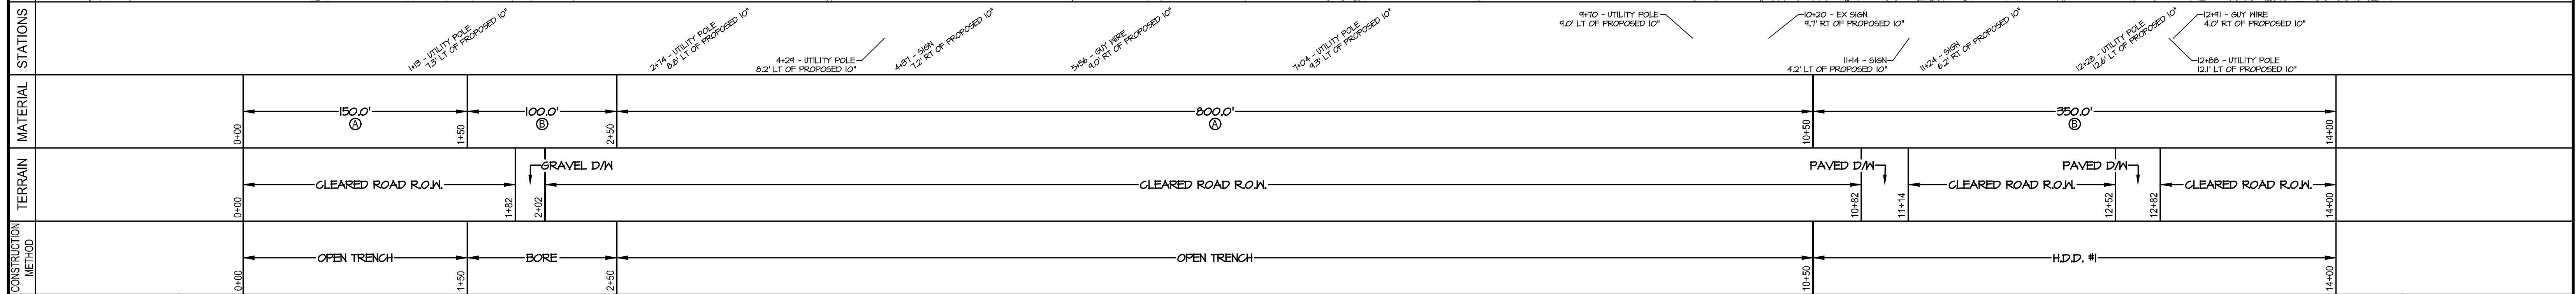 STATIONS
1+13 - UTILITY POLE
7.3' LT OF PROPOSED 10"
2+74 - UTILITY POLE
8.8' LT OF PROPOSED 10"
4+29 - UTILITY POLE
8.2' LT OF PROPOSED 10"
4+37 - SIGN
7.2' RT OF PROPOSED 10"
5+56 - GUY WIRE
9.0' RT OF PROPOSED 10"
7+04 - UTILITY POLE
9.3' LT OF PROPOSED 10"
9+70 - UTILITY POLE
9.0' LT OF PROPOSED 10"
10+20 - EX SIGN
9.7' RT OF PROPOSED 10"
11+14 - SIGN
4.2' LT OF PROPOSED 10"
11+24 - SIGN
6.2' RT OF PROPOSED 10"
12+28 - UTILITY POLE
12.6' LT OF PROPOSED 10"
12+91 - GUY WIRE
4.0' RT OF PROPOSED 10"
12+88 - UTILITY POLE
12.1' LT OF PROPOSED 10"
MATERIAL
0+00
150.0'
A
1+50
100.0'
B
2+50
800.0'
A
10+50
350.0'
B
14+00
TERRAIN
0+00
CLEARED ROAD R.O.W.
1+82
GRAVEL D/W
2+02
CLEARED ROAD R.O.W.
PAVED D/W
10+82
11+14
CLEARED ROAD R.O.W.
PAVED D/W
12+52
12+82
CLEARED ROAD R.O.W.
14+00
CONSTRUCTION
METHOD
0+00
OPEN TRENCH
1+50
BORE
2+50
OPEN TRENCH
10+50
H.D.D. #1
14+00